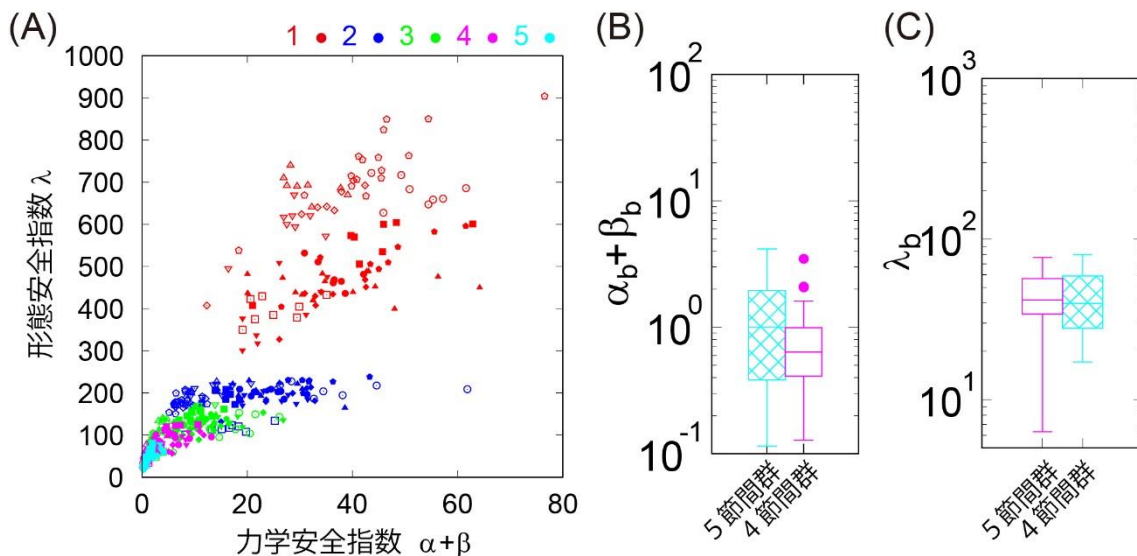 (A)
1 2 3 4 5
1000
900
800
700
600
500
400
300
200
100
0
形態安全指数 λ
0 20 40 60 80
力学安全指数 α+β
(B)
10²
10¹
10⁰
10⁻¹
α_b+β_b
5節間群
4節間群
(C)
10³
10²
10¹
λ_b
5節間群
4節間群